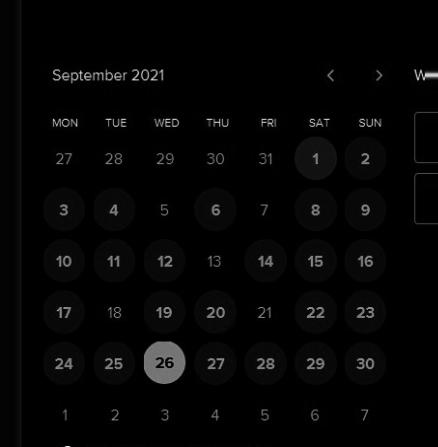 September 2021 < > W
MON TUE WED THU FRI SAT SUN
27 28 29 30 31 1 2
3 4 5 6 7 8 9
10 11 12 13 14 15 16
17 18 19 20 21 22 23
24 25 26 27 28 29 30
1 2 3 4 5 6 7